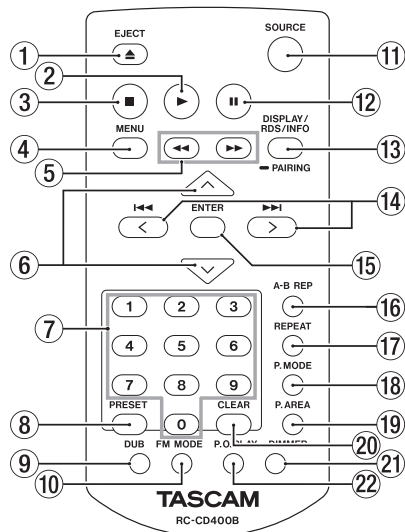 EJECT
SOURCE
1
2
11
3
12
MENU
DISPLAY/
RDS/INFO
4
13
5
PAIRING
ENTER
14
6
15
A-B REP
16
1 2 3
7
REPEAT
17
4 5 6
P.MODE
18
7 8 9
PRESET
CLEAR
P.AREA
8
0
19
20
DUB
FM MODE
P.O.PLAY
DIMMER
9
21
10
22
TASCAM
RC-CD400B